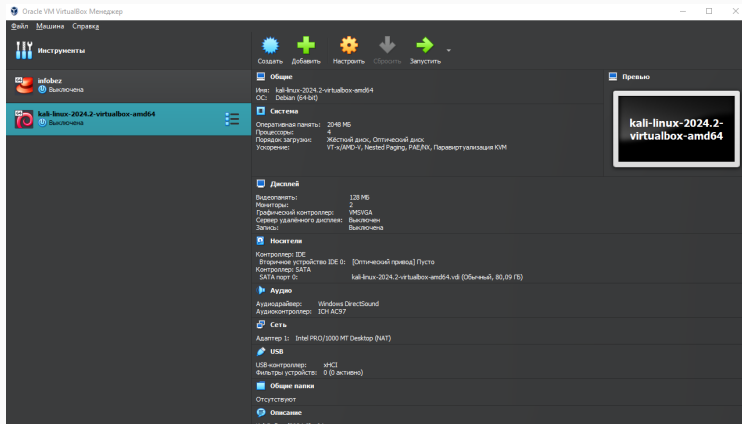 Oracle VM VirtualBox Менеджер
Файл Машина Справка
Инструменты
Создать Добавить Настроить Сбросить Запустить
64 infobez
Выключена
64 kali-linux-2024.2-virtualbox-amd64
Выключена
Общие
Имя: kali-linux-2024.2-virtualbox-amd64
ОС: Debian (64-bit)
Превью
kali-linux-2024.2-
virtualbox-amd64
Система
Оперативная память: 2048 МБ
Процессоры: 4
Порядок загрузки: Жёсткий диск, Оптический диск
Ускорение: VT-x/AMD-V, Nested Paging, PAE/NX, Паравиртуализация KVM
Дисплей
Видеопамять: 128 МБ
Мониторы: 2
Графический контроллер: VMSVGA
Сервер удалённого дисплея: Выключен
Запись: Выключена
Носители
Контроллер: IDE
Вторичное устройство IDE 0: [Оптический привод] Пусто
Контроллер: SATA
SATA порт 0: kali-linux-2024.2-virtualbox-amd64.vdi (Обычный, 80,09 ГБ)
Аудио
Аудиодрайвер: Windows DirectSound
Аудиоконтроллер: ICH AC97
Сеть
Адаптер 1: Intel PRO/1000 MT Desktop (NAT)
USB
USB-контроллер: xHCI
Фильтры устройств: 0 (0 активно)
Общие папки
Отсутствуют
Описание